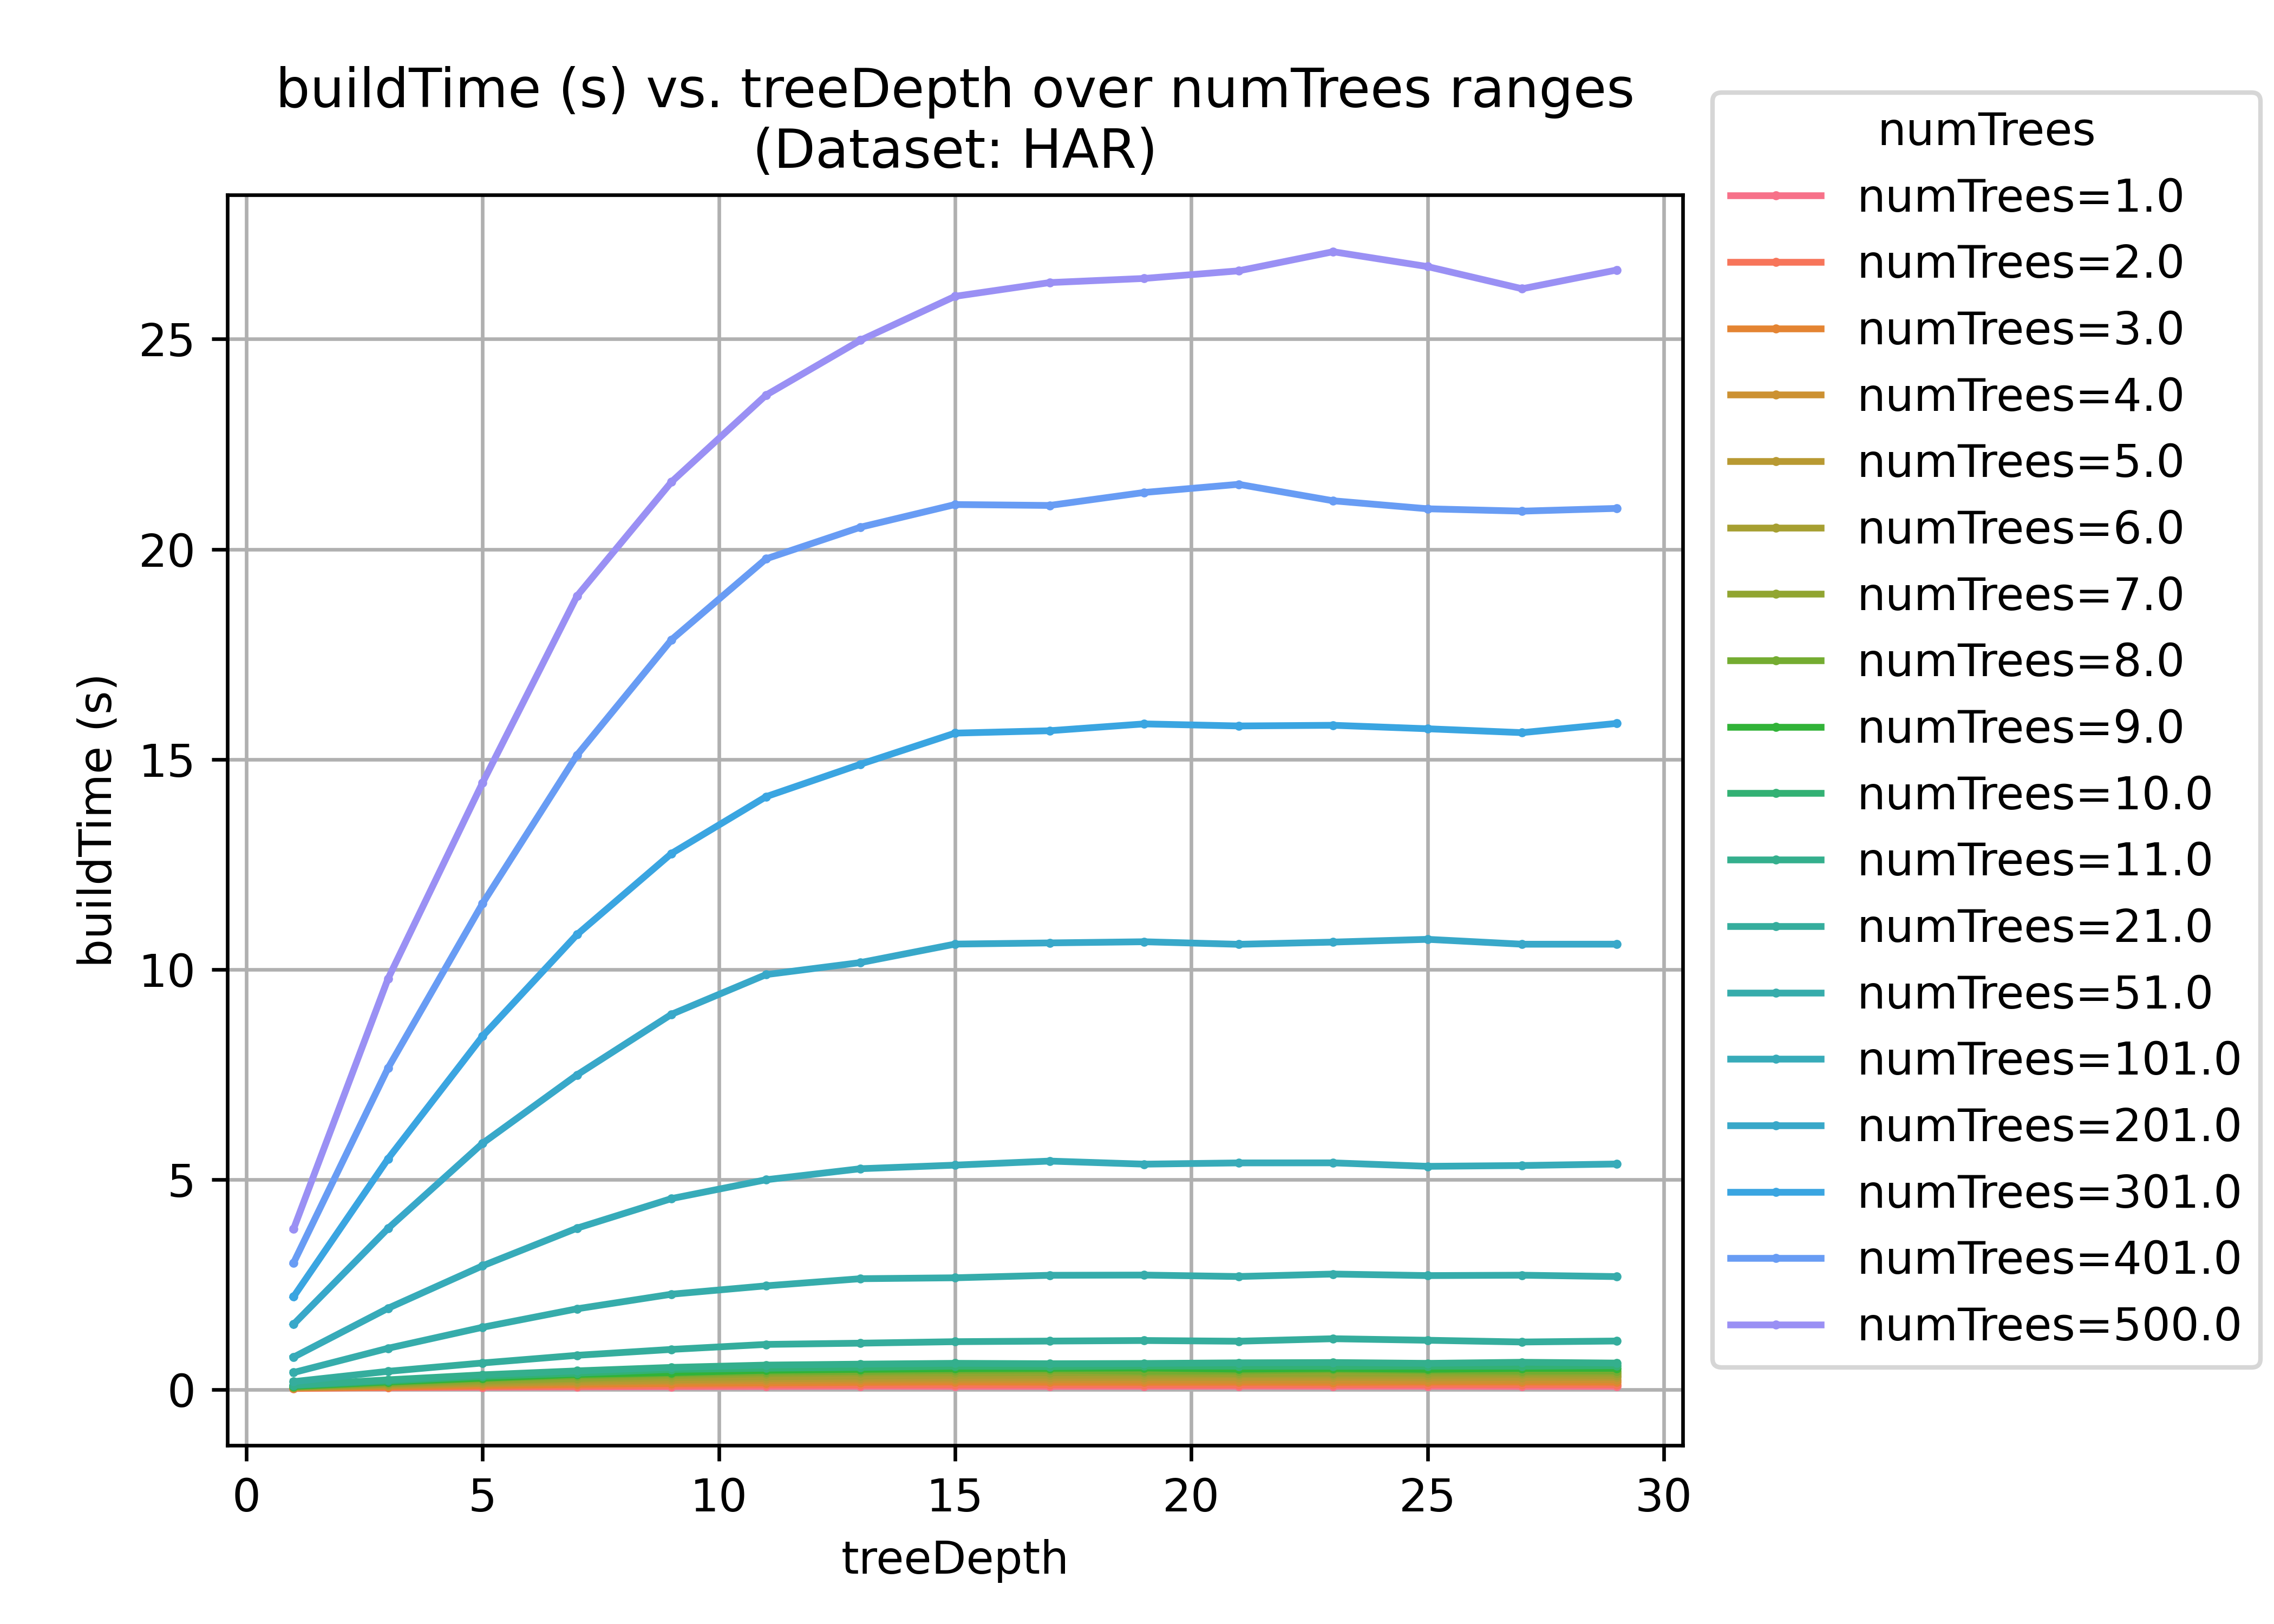 buildTime (s) vs. treeDepth over numTrees ranges
(Dataset: HAR)
numTrees
numTrees=1.0
numTrees=2.0
numTrees=3.0
numTrees=4.0
numTrees=5.0
numTrees=6.0
numTrees=7.0
numTrees=8.0
numTrees=9.0
numTrees=10.0
numTrees=11.0
numTrees=21.0
numTrees=51.0
numTrees=101.0
numTrees=201.0
numTrees=301.0
numTrees=401.0
numTrees=500.0
buildTime (s)
25
20
15
10
5
0
0 5 10 15 20 25 30
treeDepth